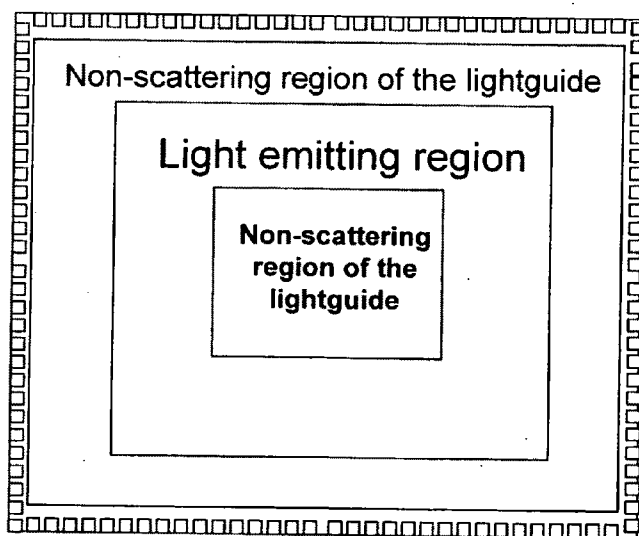 Non-scattering region of the lightguide
Light emitting region
Non-scattering
region of the
lightguide